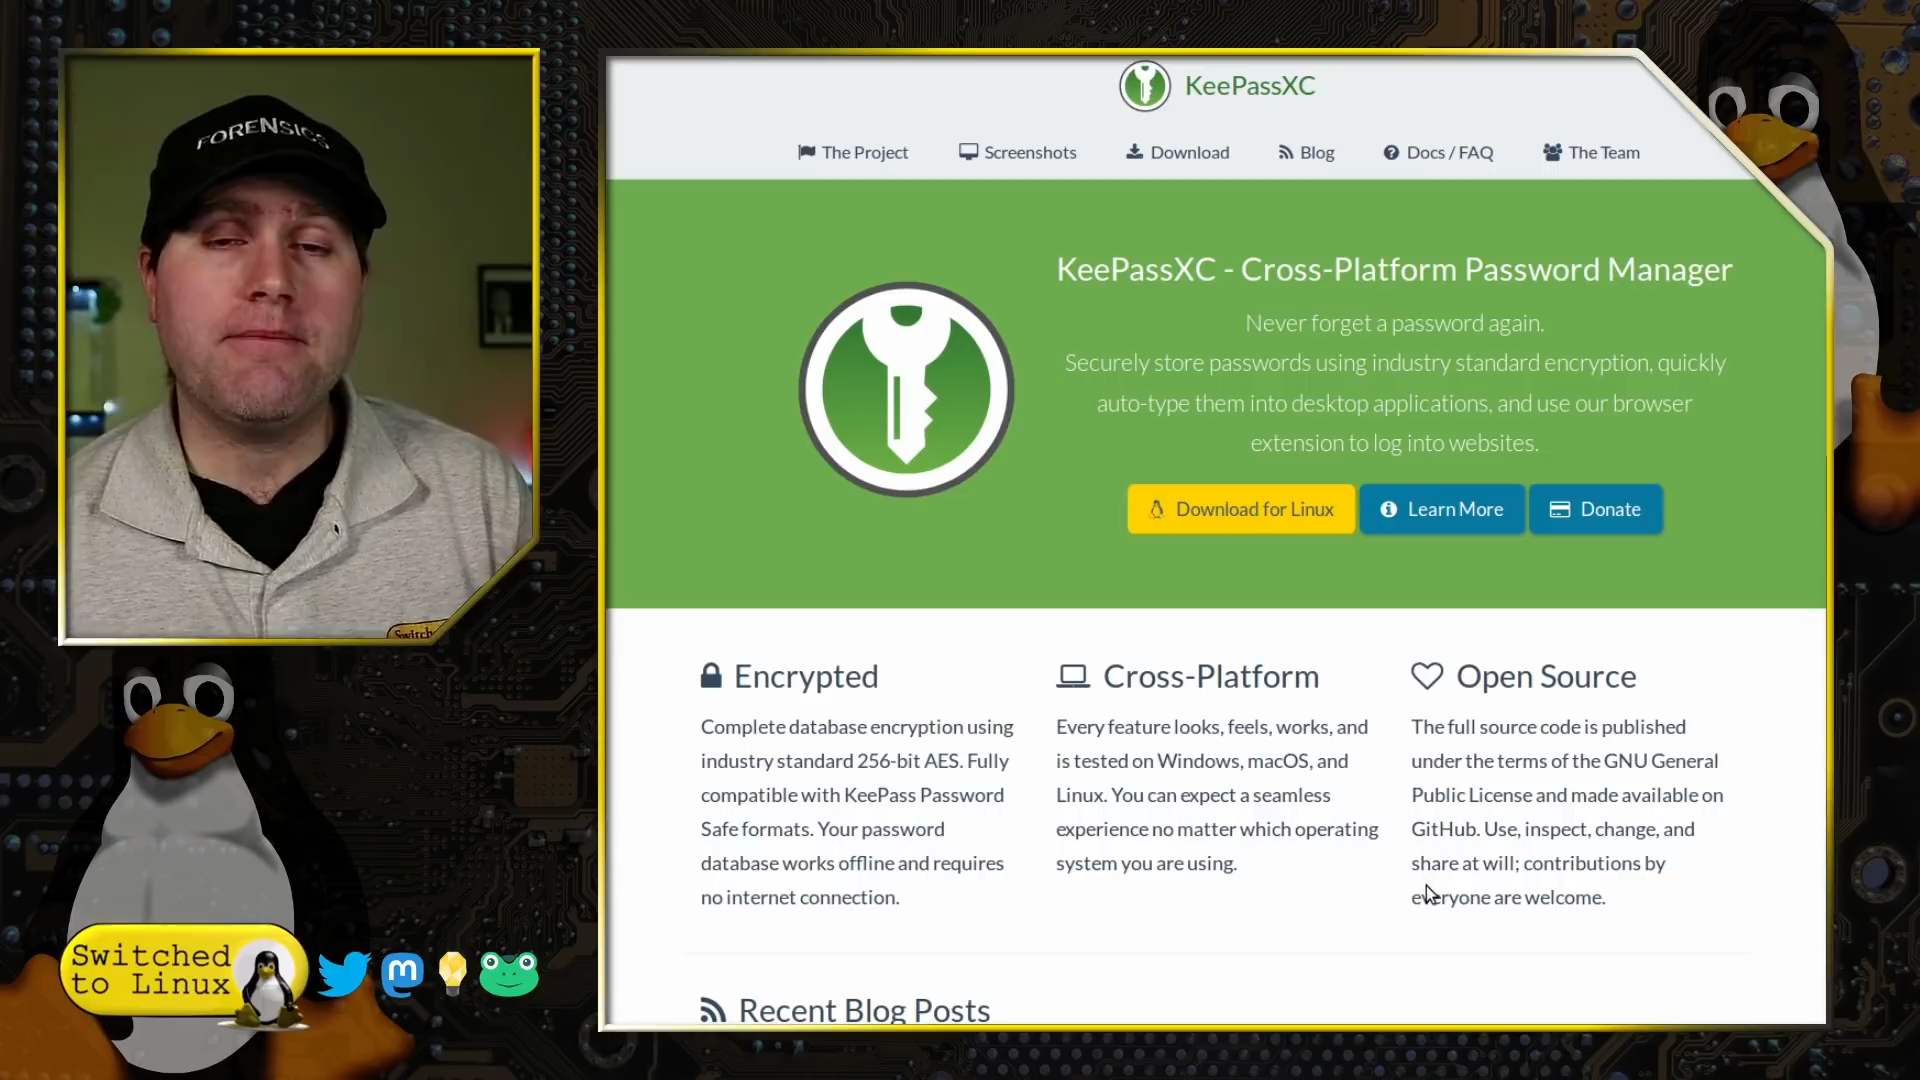 FORENSICS
Switch
KeePassXC
The Project
Screenshots
Download
Blog
Docs / FAQ
The Team
KeePassXC - Cross-Platform Password Manager
Never forget a password again.
Securely store passwords using industry standard encryption, quickly
auto-type them into desktop applications, and use our browser
extension to log into websites.
Download for Linux
Learn More
Donate
Encrypted
Complete database encryption using
industry standard 256-bit AES. Fully
compatible with KeePass Password
Safe formats. Your password
database works offline and requires
no internet connection.
Cross-Platform
Every feature looks, feels, works, and
is tested on Windows, macOS, and
Linux. You can expect a seamless
experience no matter which operating
system you are using.
Open Source
The full source code is published
under the terms of the GNU General
Public License and made available on
GitHub. Use, inspect, change, and
share at will; contributions by
everyone are welcome.
Recent Blog Posts
Switched
to Linux